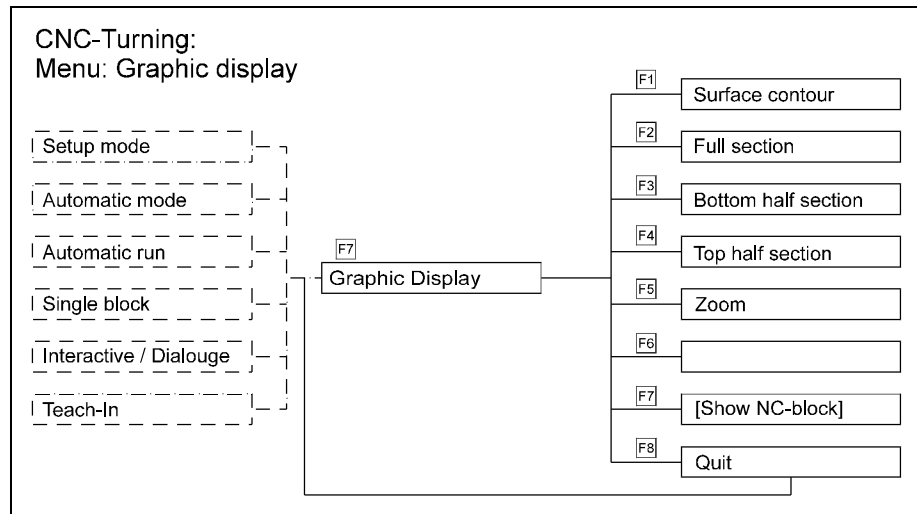 CNC-Turning:
Menu: Graphic display
Setup mode
Automatic mode
Automatic run
Single block
Interactive / Dialouge
Teach-In
F7
Graphic Display
F1
Surface contour
F2
Full section
F3
Bottom half section
F4
Top half section
F5
Zoom
F6
F7
[Show NC-block]
F8
Quit